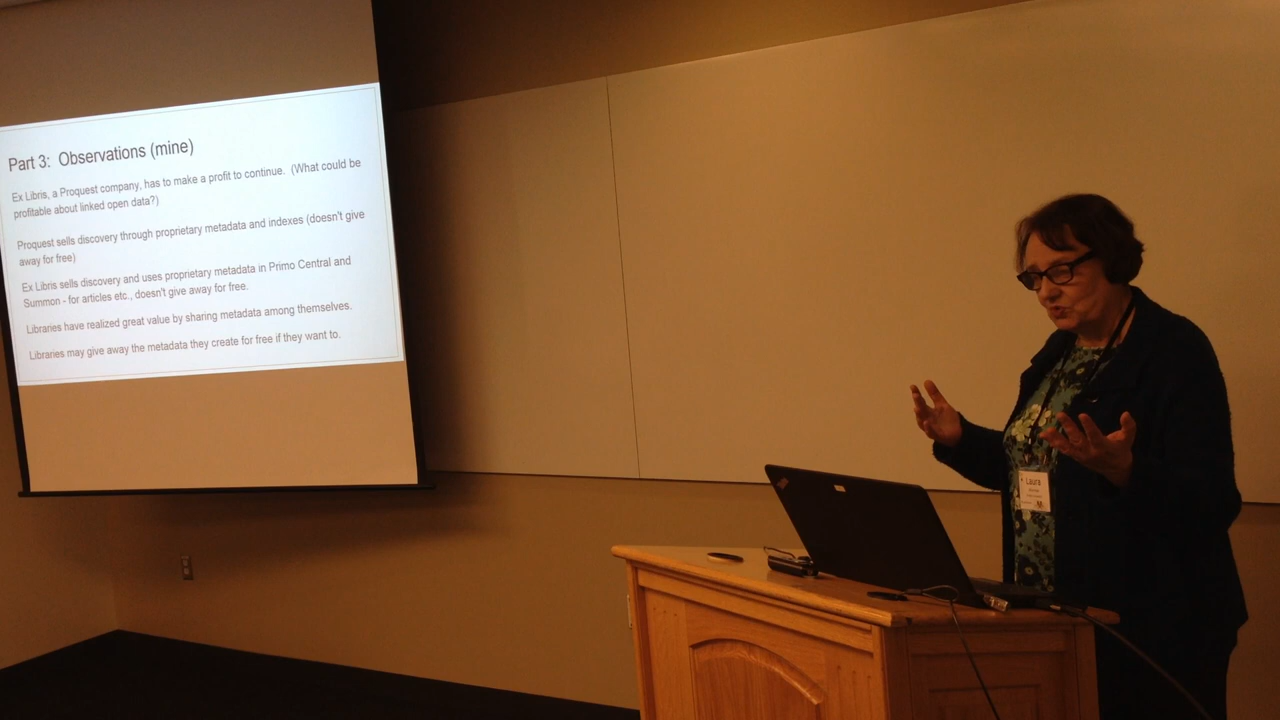 Part 3:  Observations (mine)
Ex Libris, a Proquest company, has to make a profit to continue.  (What could be
profitable about linked open data?)
Proquest sells discovery through proprietary metadata and indexes (doesn't give
away for free)
Ex Libris sells discovery and uses proprietary metadata in Primo Central and
Summon - for articles etc., doesn't give away for free.
Libraries have realized great value by sharing metadata among themselves.
Libraries may give away the metadata they create for free if they want to.
Laura